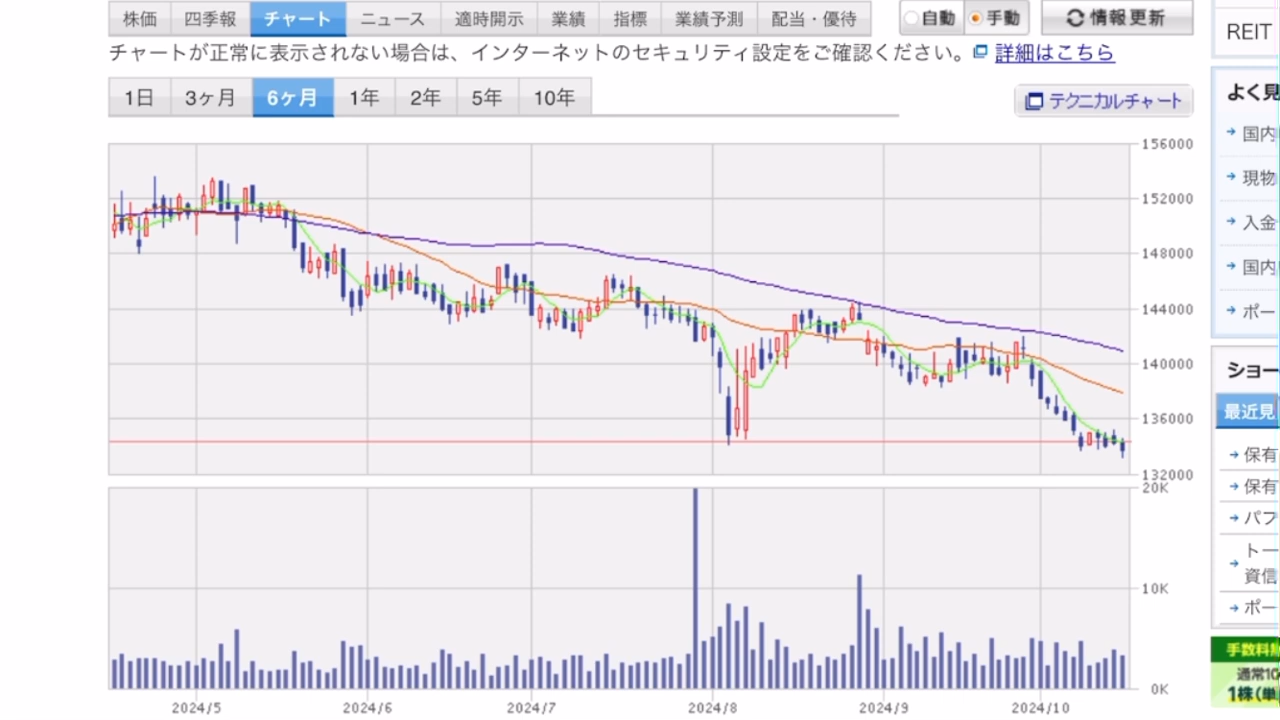 株価 四季報 チャート ニュース 適時開示 業績 指標 業績予測 配当・優待 自動 手動 情報更新
チャートが正常に表示されない場合は、インターネットのセキュリティ設定をご確認ください。 詳細はこちら
1日 3ヶ月 6ヶ月 1年 2年 5年 10年
テクニカルチャート
156000
152000
148000
144000
140000
136000
132000
20K
10K
0K
2024/5 2024/6 2024/7 2024/8 2024/9 2024/10
REIT
よく見
国内
現物
入金
国内
ポー
ショー
最近見
保有
保有
パフ
トー
資信
ポー
手数料
通常10
1株(単